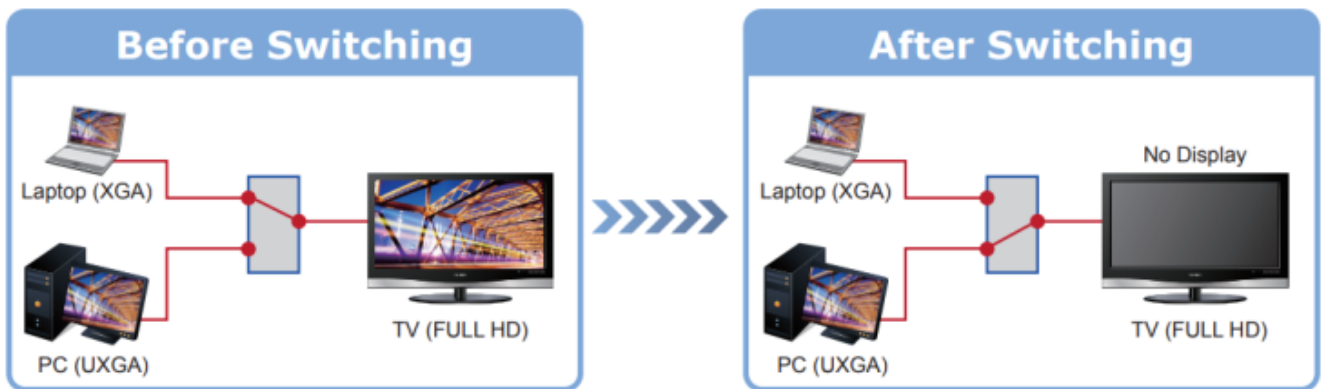 Before Switching
Laptop (XGA)
PC (UXGA)
TV (FULL HD)
After Switching
Laptop (XGA)
PC (UXGA)
No Display
TV (FULL HD)